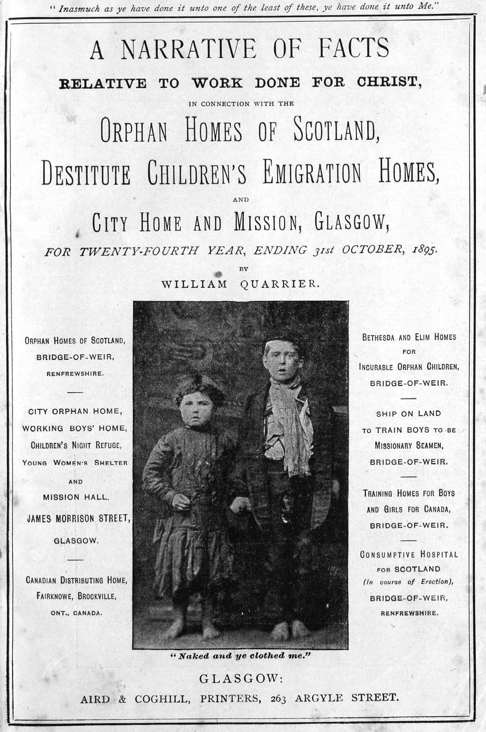 "Inasmuch as ye have done it unto one of the least of these, ye have done it unto Me."
A NARRATIVE OF FACTS
RELATIVE TO WORK DONE FOR CHRIST,
IN CONNECTION WITH THE
ORPHAN HOMES OF SCOTLAND,
DESTITUTE CHILDREN'S EMIGRATION HOMES,
AND
CITY HOME AND MISSION, GLASGOW,
FOR TWENTY-FOURTH YEAR, ENDING 31st OCTOBER, 1895.
BY
WILLIAM QUARRIER.
ORPHAN HOMES OF SCOTLAND,
BRIDGE-OF-WEIR,
RENFREWSHIRE.
CITY ORPHAN HOME,
WORKING BOYS' HOME,
CHILDREN'S NIGHT REFUGE,
YOUNG WOMEN'S SHELTER
AND
MISSION HALL,
JAMES MORRISON STREET,
GLASGOW.
CANADIAN DISTRIBUTING HOME,
FAIRKNOWE, BROCKVILLE,
ONT., CANADA.
BETHESDA AND ELIM HOMES
FOR
INCURABLE ORPHAN CHILDREN,
BRIDGE-OF-WEIR.
SHIP ON LAND
TO TRAIN BOYS TO BE
MISSIONARY SEAMEN,
BRIDGE-OF-WEIR.
TRAINING HOMES FOR BOYS
AND GIRLS FOR CANADA,
BRIDGE-OF-WEIR.
CONSUMPTIVE HOSPITAL
FOR SCOTLAND
(In course of Erection),
BRIDGE-OF-WEIR,
RENFREWSHIRE.
"Naked and ye clothed me."
GLASGOW:
AIRD & COGHILL, PRINTERS, 263 ARGYLE STREET.